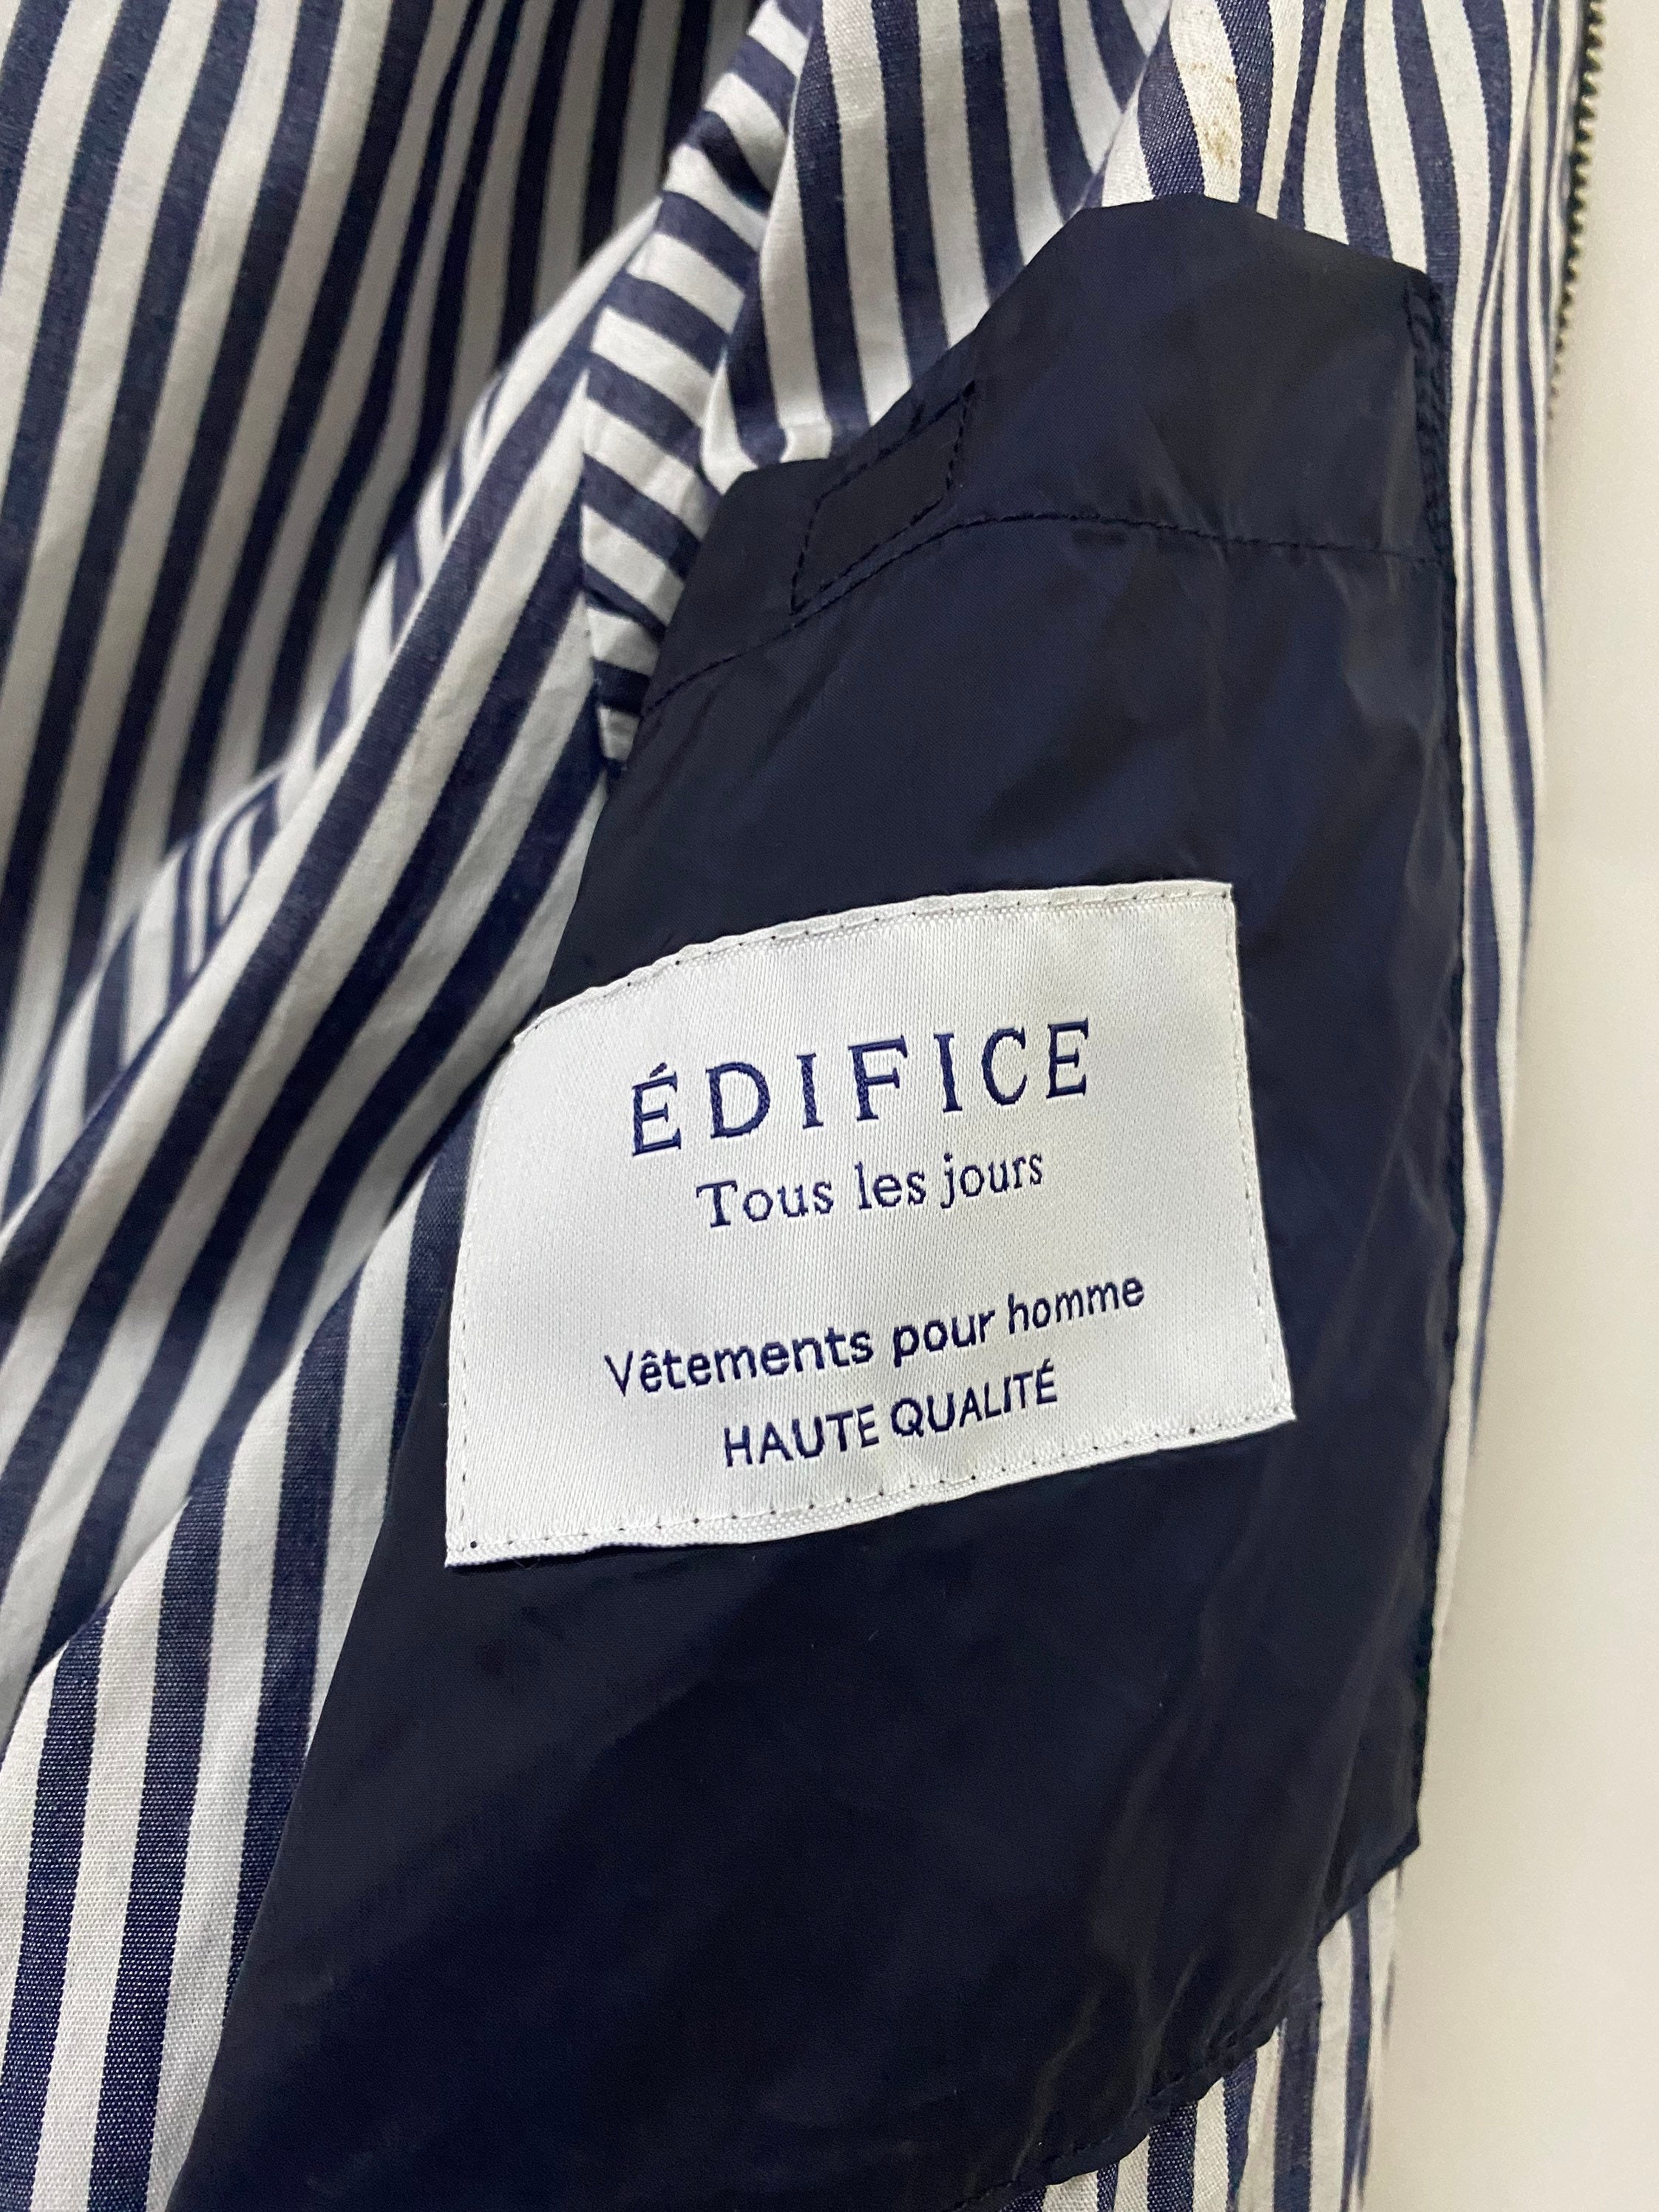 ÉDIFICE
Tous les jours
Vêtements pour homme
HAUTE QUALITÉ